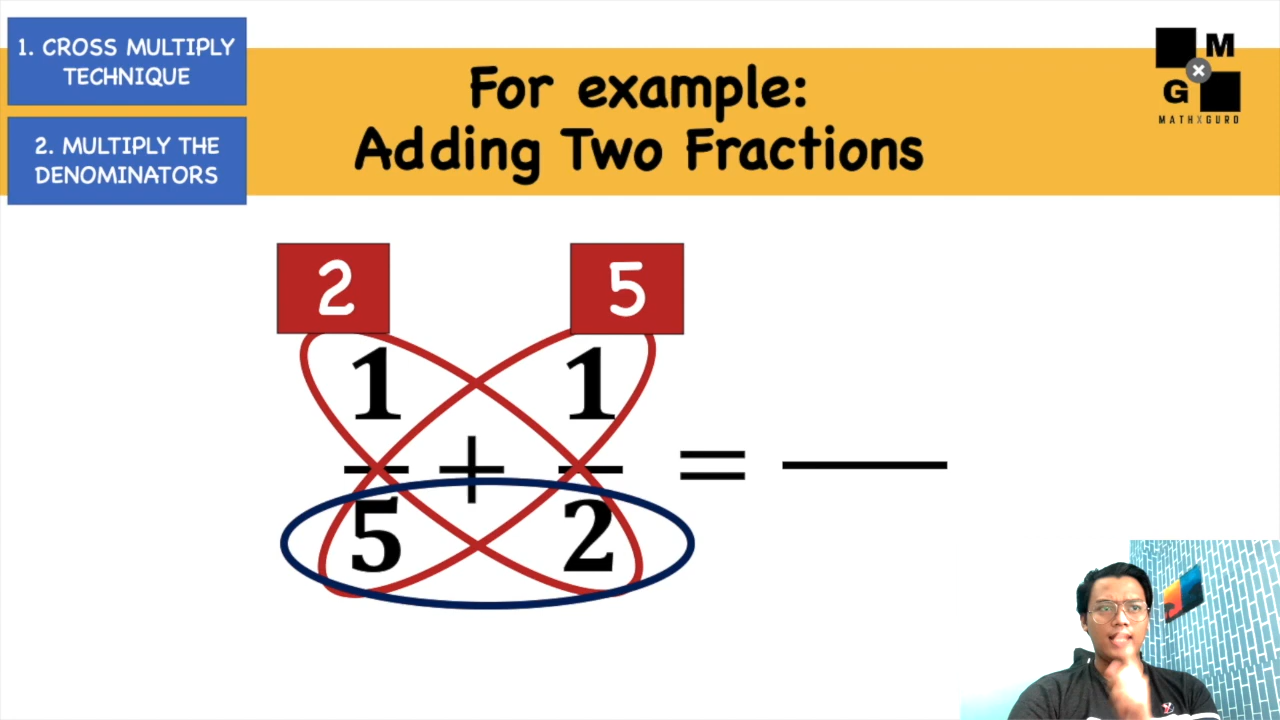 1. CROSS MULTIPLY
TECHNIQUE
2. MULTIPLY THE
DENOMINATORS
For example:
Adding Two Fractions
M
× 
G
MATHXGURU
2 5
1 1
+ =
5 2